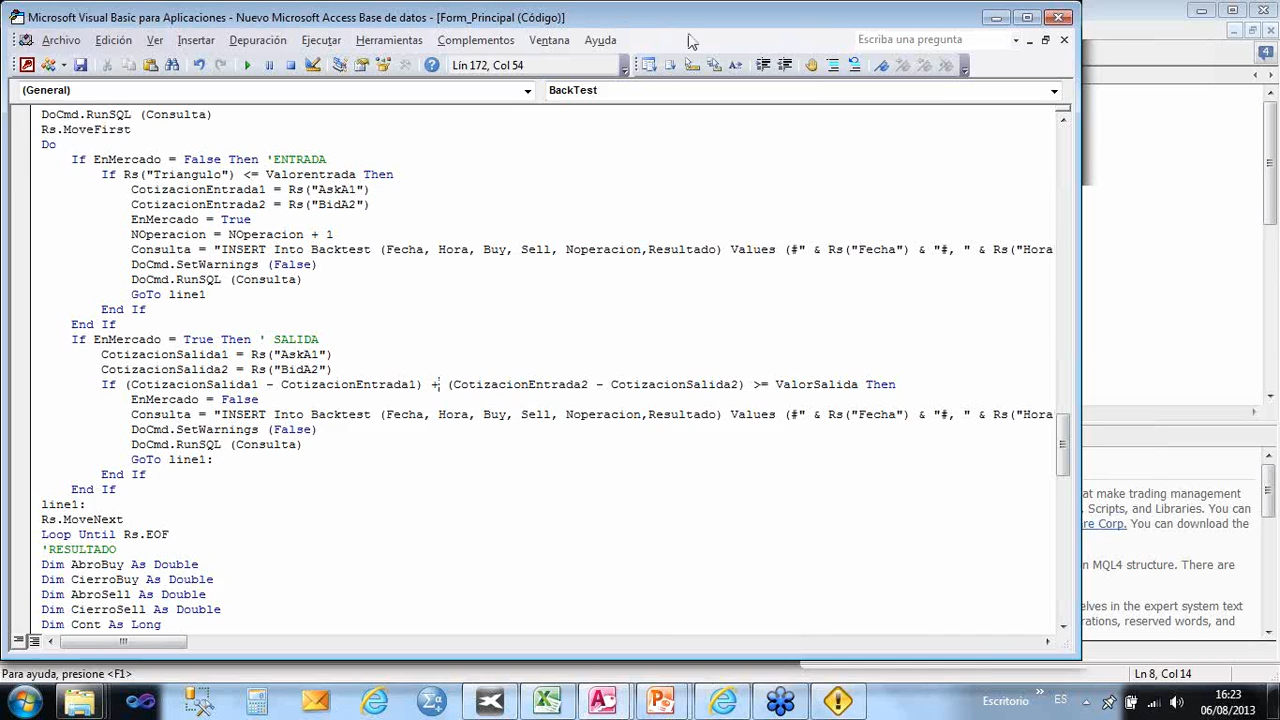 Microsoft Visual Basic para Aplicaciones - Nuevo Microsoft Access Base de datos - [Form_Principal (Código)]
Archivo Edición Ver Insertar Depuración Ejecutar Herramientas Complementos Ventana Ayuda Escriba una pregunta
Lín 172, Col 54
(General) BackTest
4
DoCmd.RunSQL (Consulta)
Rs.MoveFirst
Do
If EnMercado = False Then 'ENTRADA
If Rs("Triangulo") <= Valorentrada Then
CotizacionEntrada1 = Rs("AskA1")
CotizacionEntrada2 = Rs("BidA2")
EnMercado = True
NOperacion = NOperacion + 1
Consulta = "INSERT Into Backtest (Fecha, Hora, Buy, Sell, Noperacion,Resultado) Values (#" & Rs("Fecha") & "#, " & Rs("Hora
DoCmd.SetWarnings (False)
DoCmd.RunSQL (Consulta)
GoTo line1
End If
End If
If EnMercado = True Then ' SALIDA
CotizacionSalida1 = Rs("AskA1")
CotizacionSalida2 = Rs("BidA2")
If (CotizacionSalida1 - CotizacionEntrada1) + (CotizacionEntrada2 - CotizacionSalida2) >= ValorSalida Then
EnMercado = False
Consulta = "INSERT Into Backtest (Fecha, Hora, Buy, Sell, Noperacion,Resultado) Values (#" & Rs("Fecha") & "#, " & Rs("Hora
DoCmd.SetWarnings (False)
DoCmd.RunSQL (Consulta)
GoTo line1:
End If
End If
line1:
Rs.MoveNext
Loop Until Rs.EOF
'RESULTADO
Dim AbroBuy As Double
Dim CierroBuy As Double
Dim AbroSell As Double
Dim CierroSell As Double
Dim Cont As Long
at make trading management
, Scripts, and Libraries. You can
re Corp. You can download the
n MQL4 structure. There are
elves in the expert system text
rations, reserved words, and
Para ayuda, presione <F1>
Ln 8, Col 14
Escritorio » ES
16:23
06/08/2013